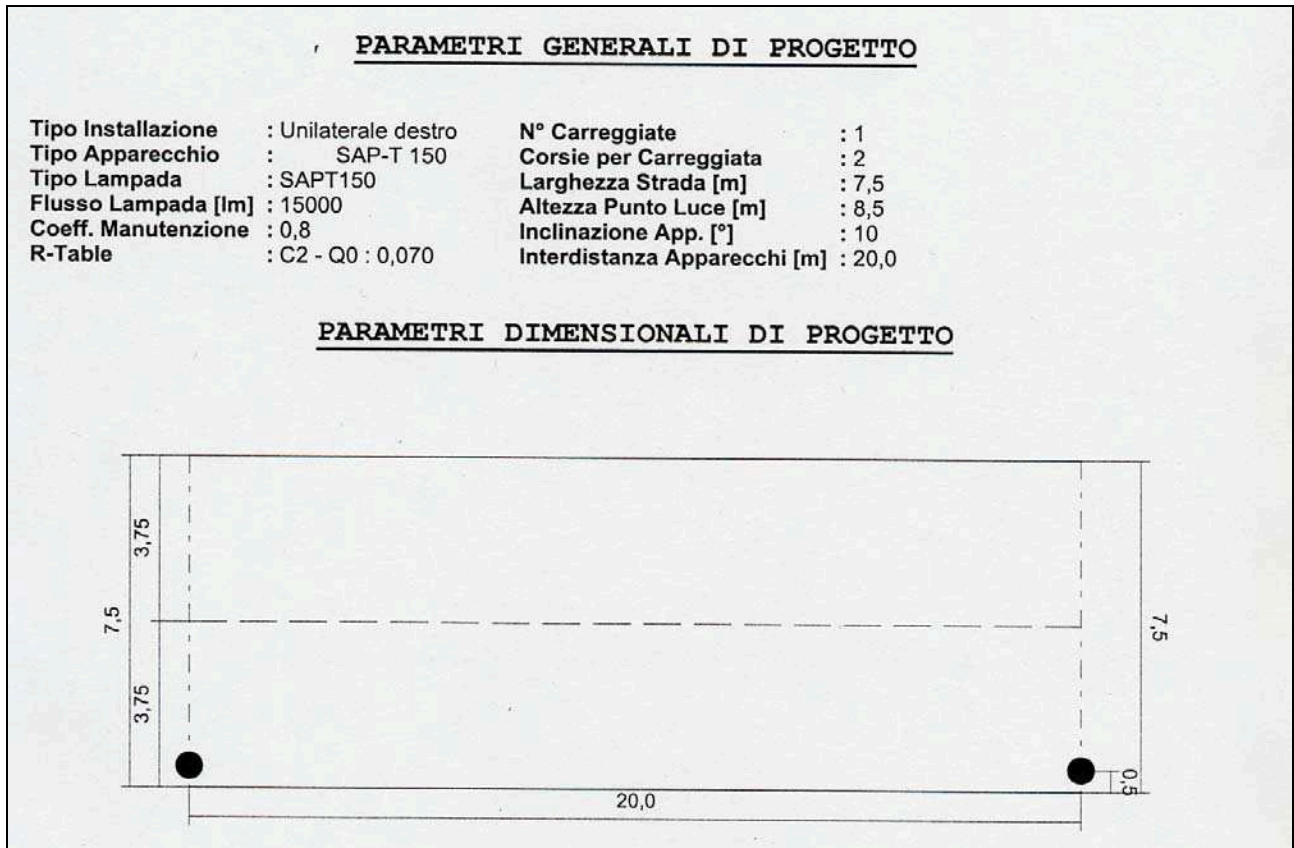 PARAMETRI GENERALI DI PROGETTO
Tipo Installazione : Unilaterale destro
Tipo Apparecchio : SAP-T 150
Tipo Lampada : SAPT150
Flusso Lampada [lm] : 15000
Coeff. Manutenzione : 0,8
R-Table : C2 - Q0 : 0,070
N° Carreggiate : 1
Corsie per Carreggiata : 2
Larghezza Strada [m] : 7,5
Altezza Punto Luce [m] : 8,5
Inclinazione App. [°] : 10
Interdistanza Apparecchi [m] : 20,0
PARAMETRI DIMENSIONALI DI PROGETTO
3,75
7,5
3,75
7,5
0,5
20,0